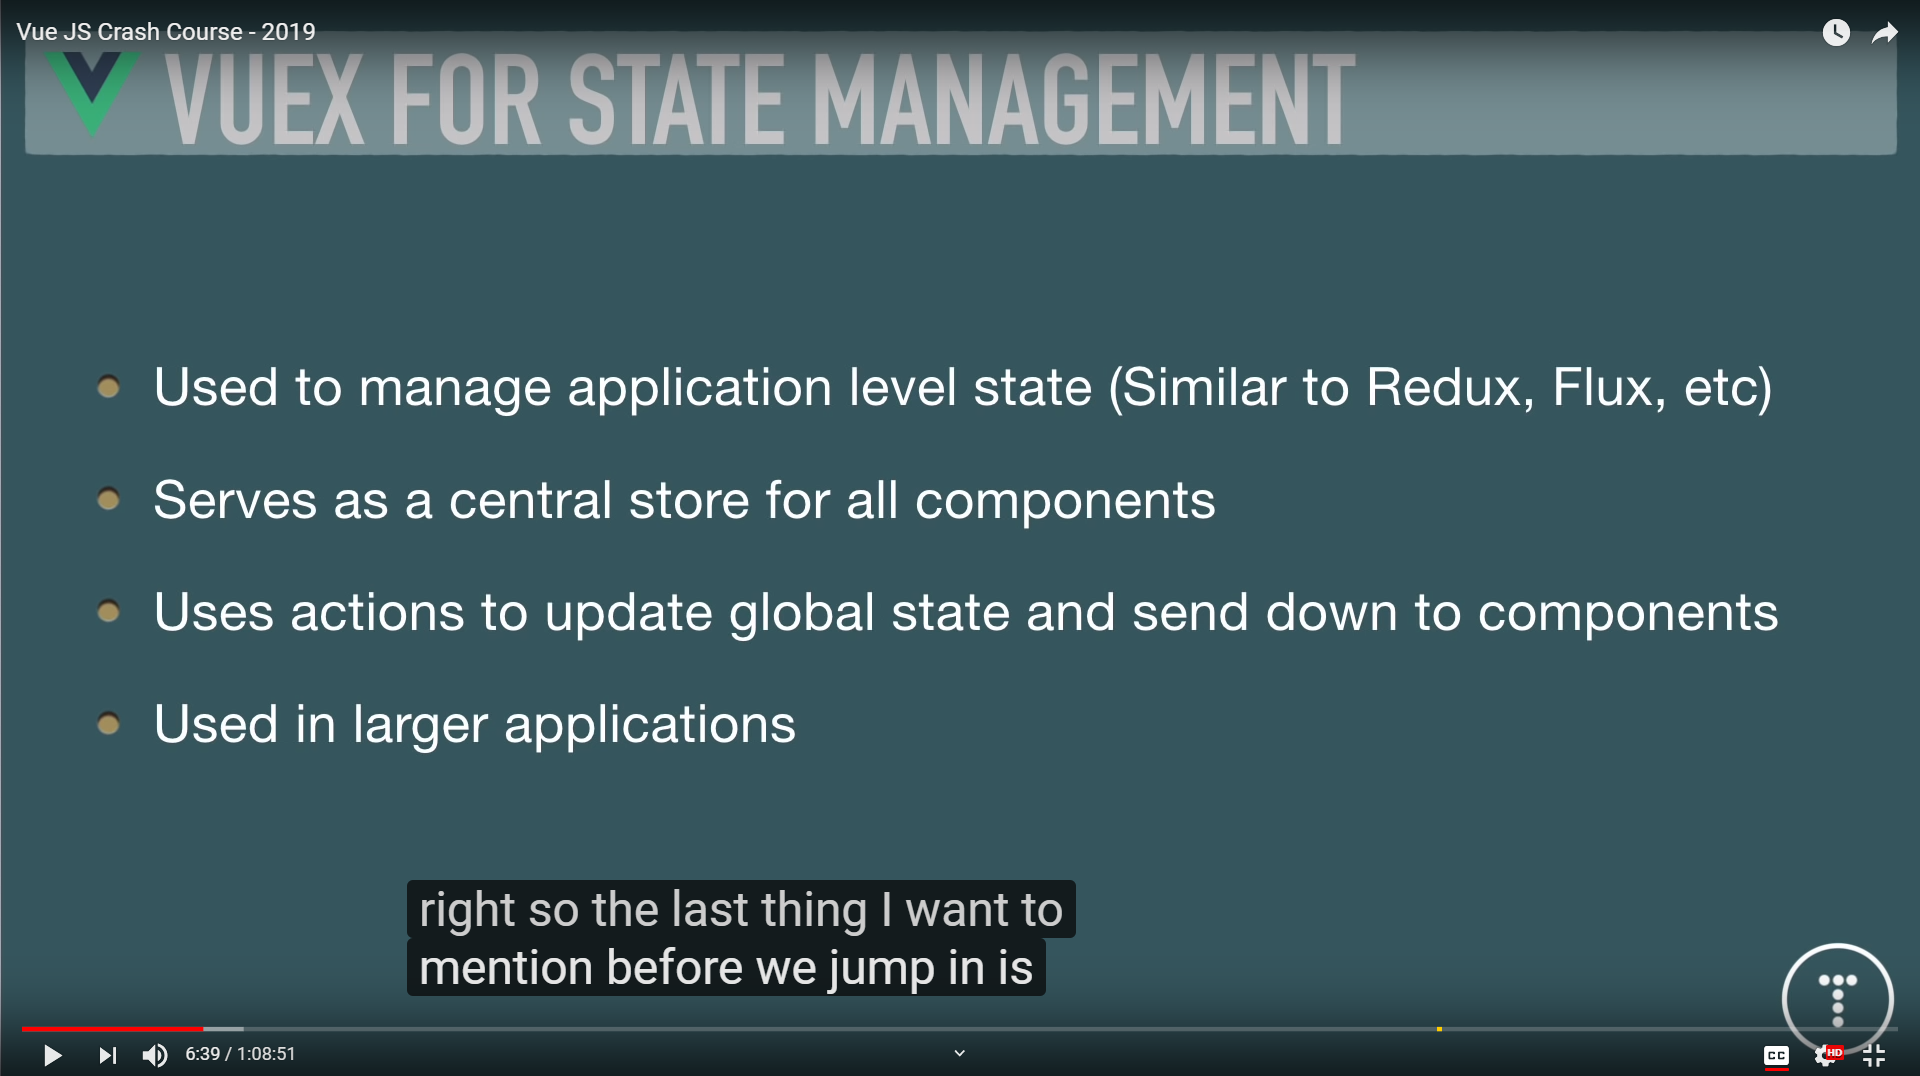 Vue JS Crash Course - 2019
VUEX FOR STATE MANAGEMENT
Used to manage application level state (Similar to Redux, Flux, etc)
Serves as a central store for all components
Uses actions to update global state and send down to components
Used in larger applications
right so the last thing I want to
mention before we jump in is
T
6:39 / 1:08:51
CC
HD